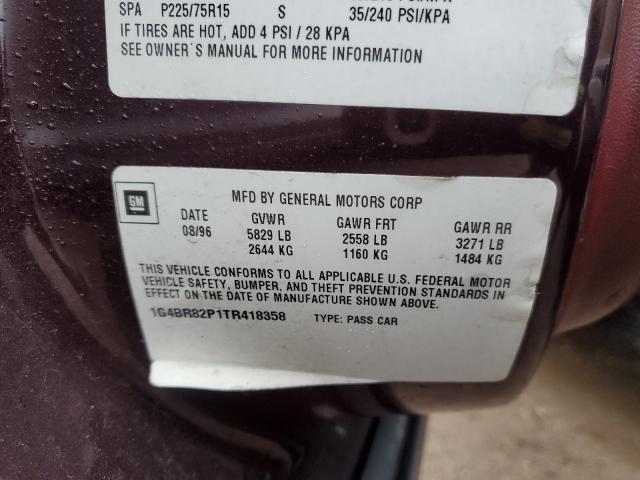 SPA P225/75R15 S 35/240 PSI/KPA
IF TIRES ARE HOT, ADD 4 PSI / 28 KPA
SEE OWNER'S MANUAL FOR MORE INFORMATION
GM
MFD BY GENERAL MOTORS CORP
DATE GVWR GAWR FRT GAWR RR
08/96 5829 LB 2558 LB 3271 LB
2644 KG 1160 KG 1484 KG
THIS VEHICLE CONFORMS TO ALL APPLICABLE U.S. FEDERAL MOTOR
VEHICLE SAFETY, BUMPER, AND THEFT PREVENTION STANDARDS IN
EFFECT ON THE DATE OF MANUFACTURE SHOWN ABOVE.
1G4BR82P1TR418358 TYPE: PASS CAR